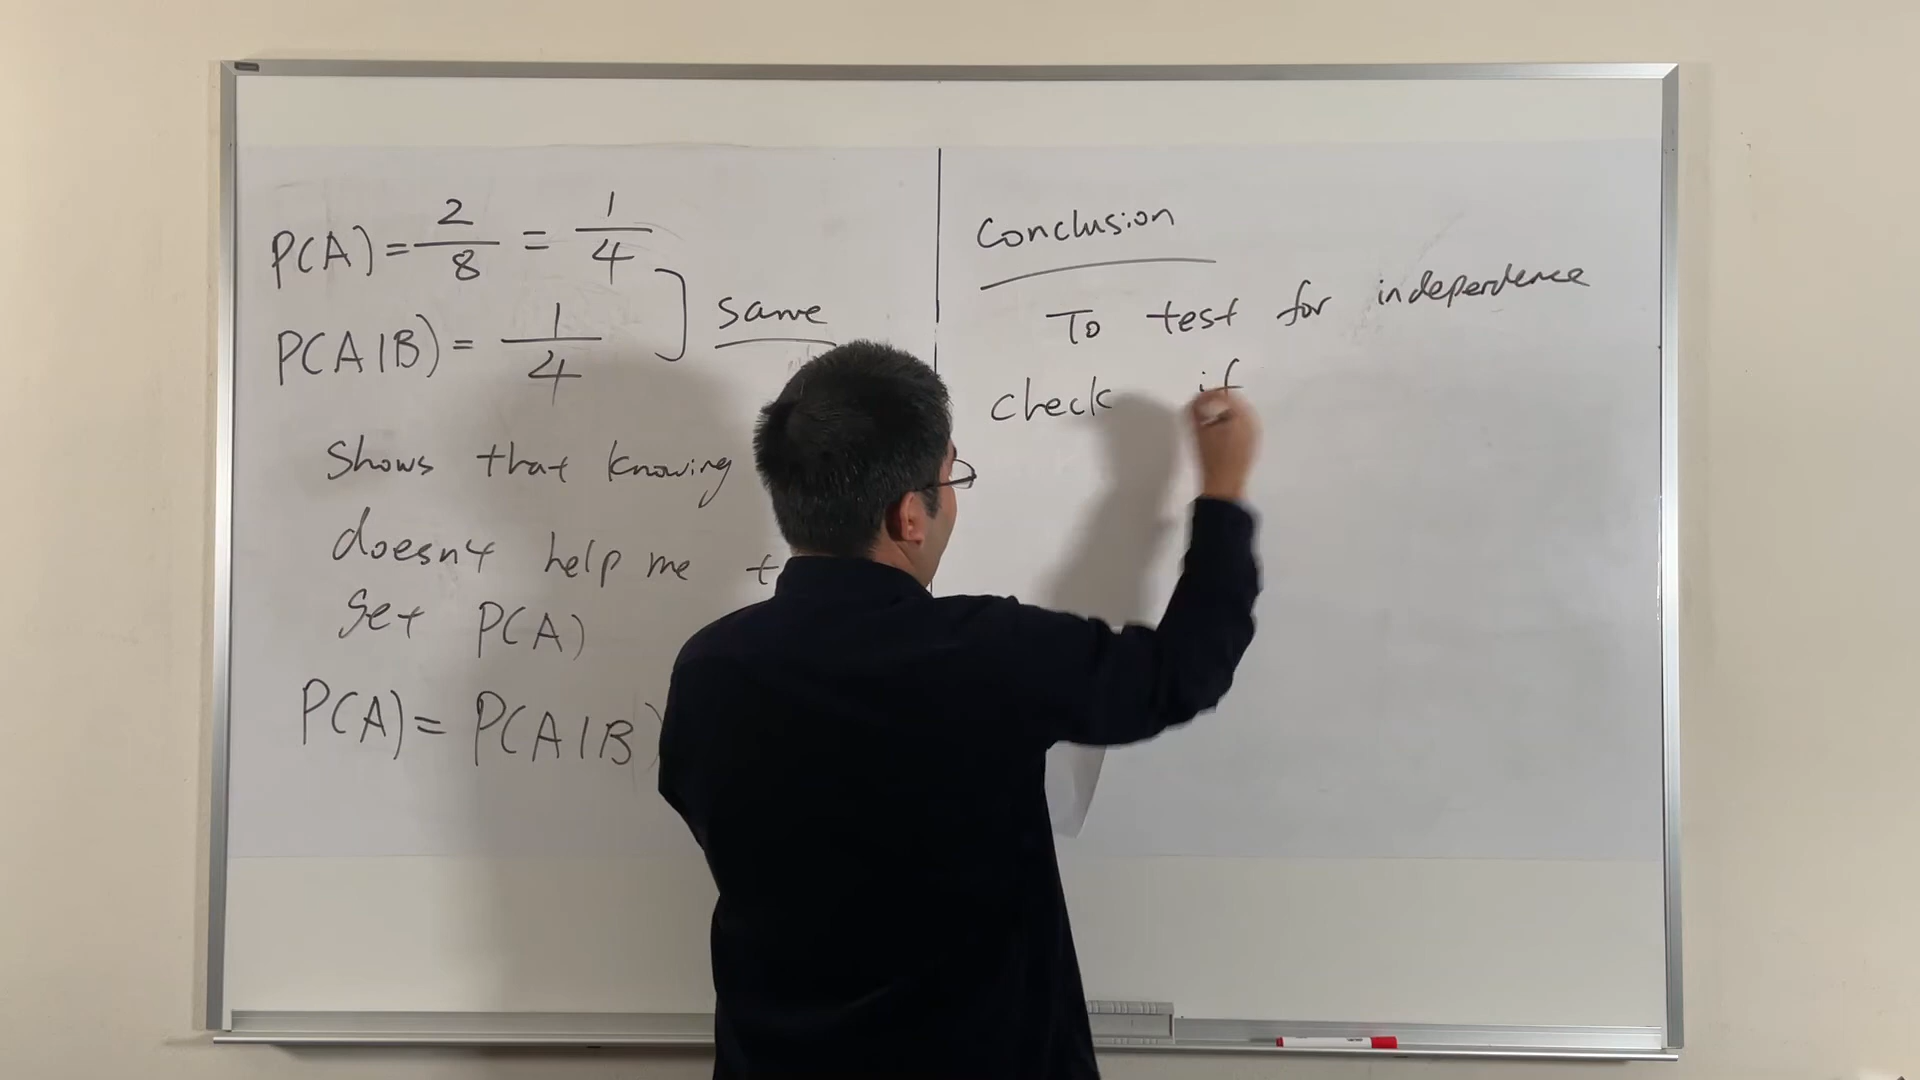 P(A) = 2/8 = 1/4
P(A|B) = 1/4
same
Shows that knowing
doesn't help me
get P(A)
P(A) = P(A|B)
Conclusion
To test for independence
check if